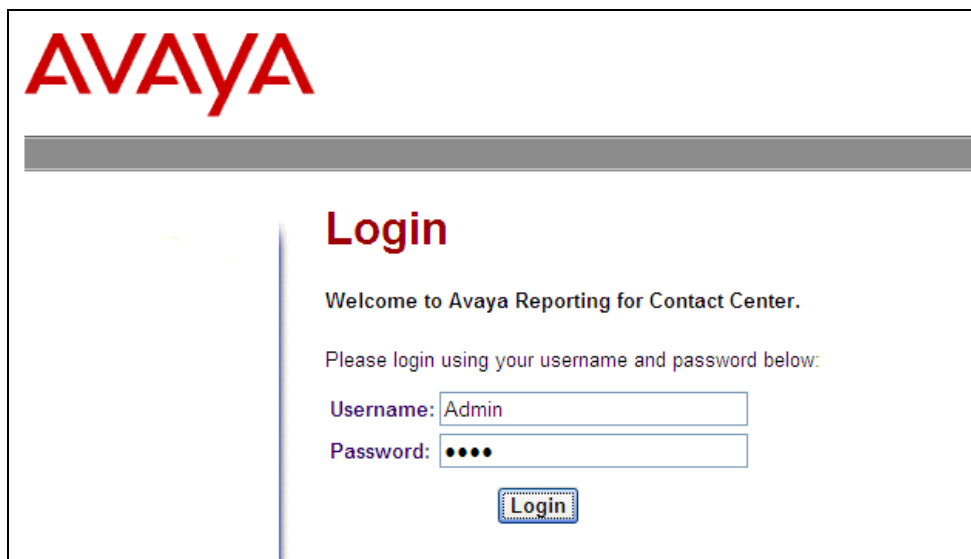 AVAYA
Login
Welcome to Avaya Reporting for Contact Center.
Please login using your username and password below:
Username: Admin
Password: ••••
Login